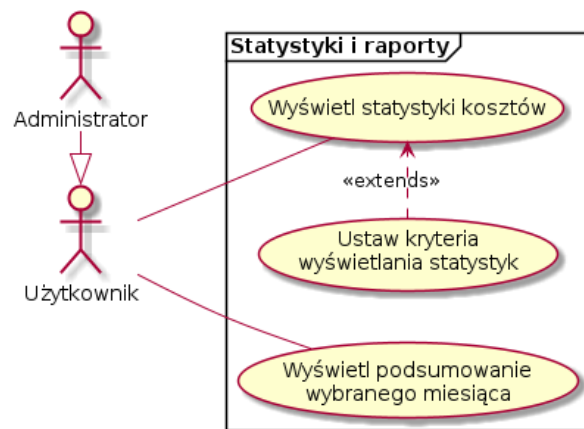 Statystyki i raporty
Wyświetl statystyki kosztów
Administrator
«extends»
Ustaw kryteria
wyświetlania statystyk
Użytkownik
Wyświetl podsumowanie
wybranego miesiąca